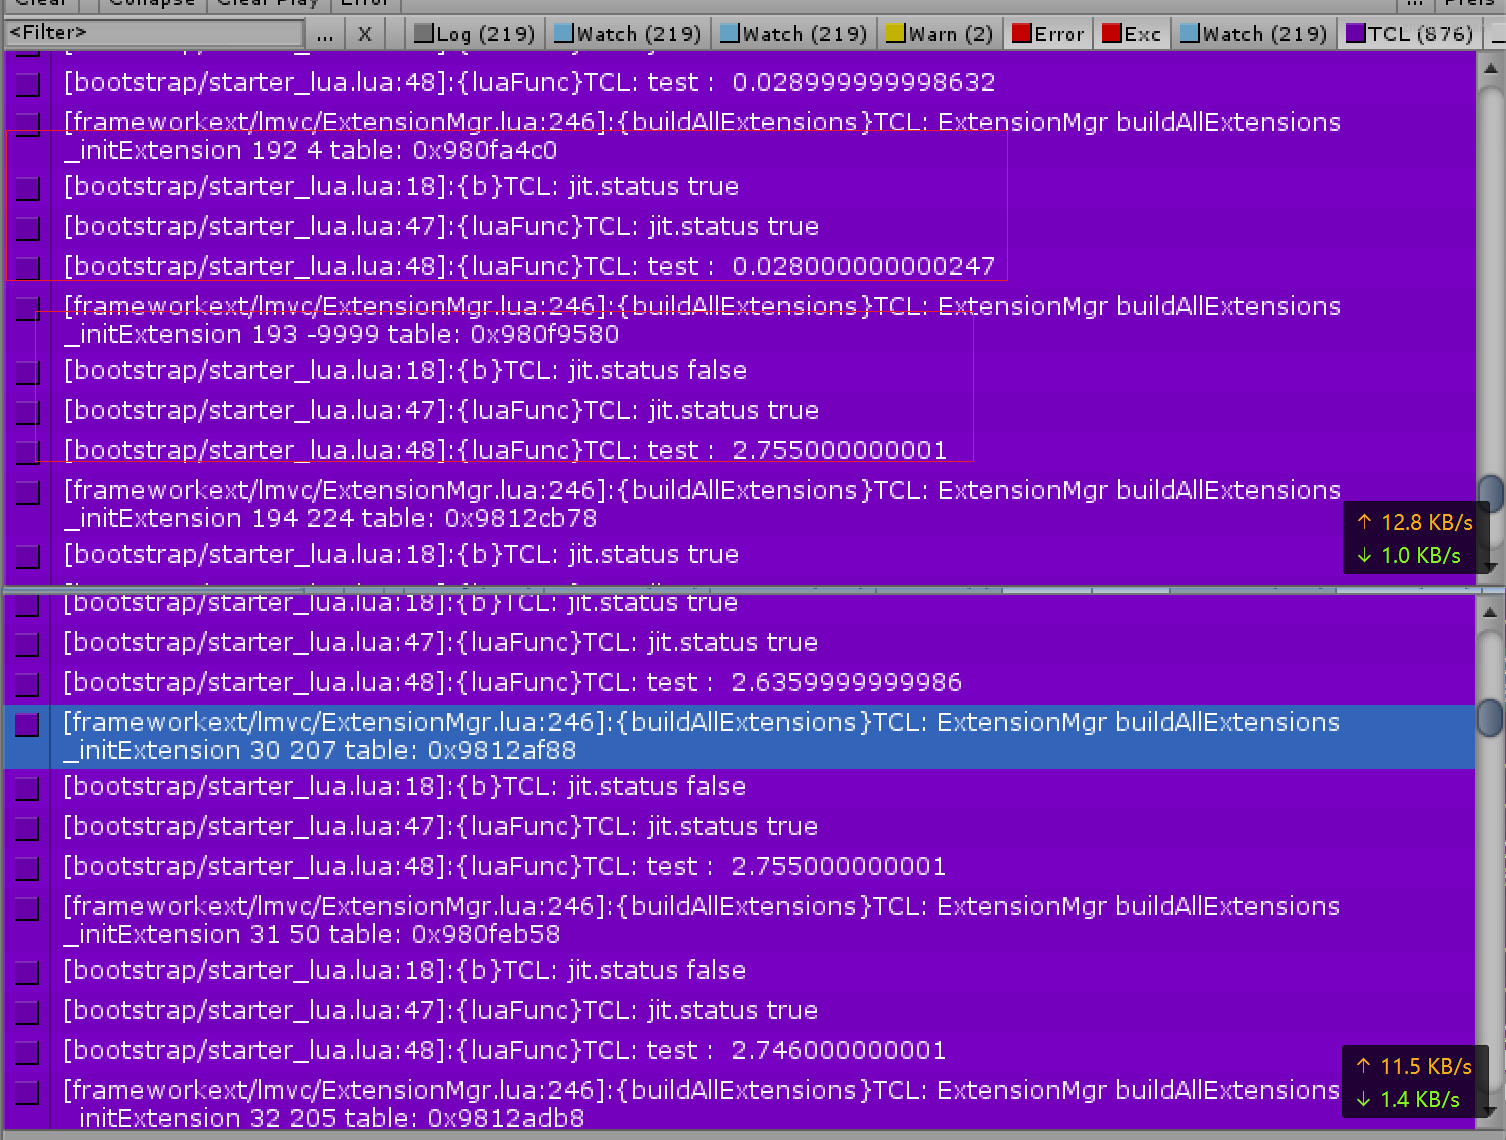 Clear Collapse Clear Play Error ... Prefs
<Filter> ... X Log (219) Watch (219) Watch (219) Warn (2) Error Exc Watch (219) TCL (876)
[bootstrap/starter_lua.lua:48]:{luaFunc}TCL: test :  0.028999999998632
[frameworkext/lmvc/ExtensionMgr.lua:246]:{buildAllExtensions}TCL: ExtensionMgr buildAllExtensions
_initExtension 192 4 table: 0x980fa4c0
[bootstrap/starter_lua.lua:18]:{b}TCL: jit.status true
[bootstrap/starter_lua.lua:47]:{luaFunc}TCL: jit.status true
[bootstrap/starter_lua.lua:48]:{luaFunc}TCL: test :  0.028000000000247
[frameworkext/lmvc/ExtensionMgr.lua:246]:{buildAllExtensions}TCL: ExtensionMgr buildAllExtensions
_initExtension 193 -9999 table: 0x980f9580
[bootstrap/starter_lua.lua:18]:{b}TCL: jit.status false
[bootstrap/starter_lua.lua:47]:{luaFunc}TCL: jit.status true
[bootstrap/starter_lua.lua:48]:{luaFunc}TCL: test :  2.755000000001
[frameworkext/lmvc/ExtensionMgr.lua:246]:{buildAllExtensions}TCL: ExtensionMgr buildAllExtensions
_initExtension 194 224 table: 0x9812cb78
↑ 12.8 KB/s
[bootstrap/starter_lua.lua:18]:{b}TCL: jit.status true
↓ 1.0 KB/s
[bootstrap/starter_lua.lua:18]:{b}TCL: jit.status true
[bootstrap/starter_lua.lua:47]:{luaFunc}TCL: jit.status true
[bootstrap/starter_lua.lua:48]:{luaFunc}TCL: test :  2.6359999999986
[frameworkext/lmvc/ExtensionMgr.lua:246]:{buildAllExtensions}TCL: ExtensionMgr buildAllExtensions
_initExtension 30 207 table: 0x9812af88
[bootstrap/starter_lua.lua:18]:{b}TCL: jit.status false
[bootstrap/starter_lua.lua:47]:{luaFunc}TCL: jit.status true
[bootstrap/starter_lua.lua:48]:{luaFunc}TCL: test :  2.755000000001
[frameworkext/lmvc/ExtensionMgr.lua:246]:{buildAllExtensions}TCL: ExtensionMgr buildAllExtensions
_initExtension 31 50 table: 0x980feb58
[bootstrap/starter_lua.lua:18]:{b}TCL: jit.status false
[bootstrap/starter_lua.lua:47]:{luaFunc}TCL: jit.status true
[bootstrap/starter_lua.lua:48]:{luaFunc}TCL: test :  2.746000000001
↑ 11.5 KB/s
[frameworkext/lmvc/ExtensionMgr.lua:246]:{buildAllExtensions}TCL: ExtensionMgr buildAllExtensions
↓ 1.4 KB/s
_initExtension 32 205 table: 0x9812adb8